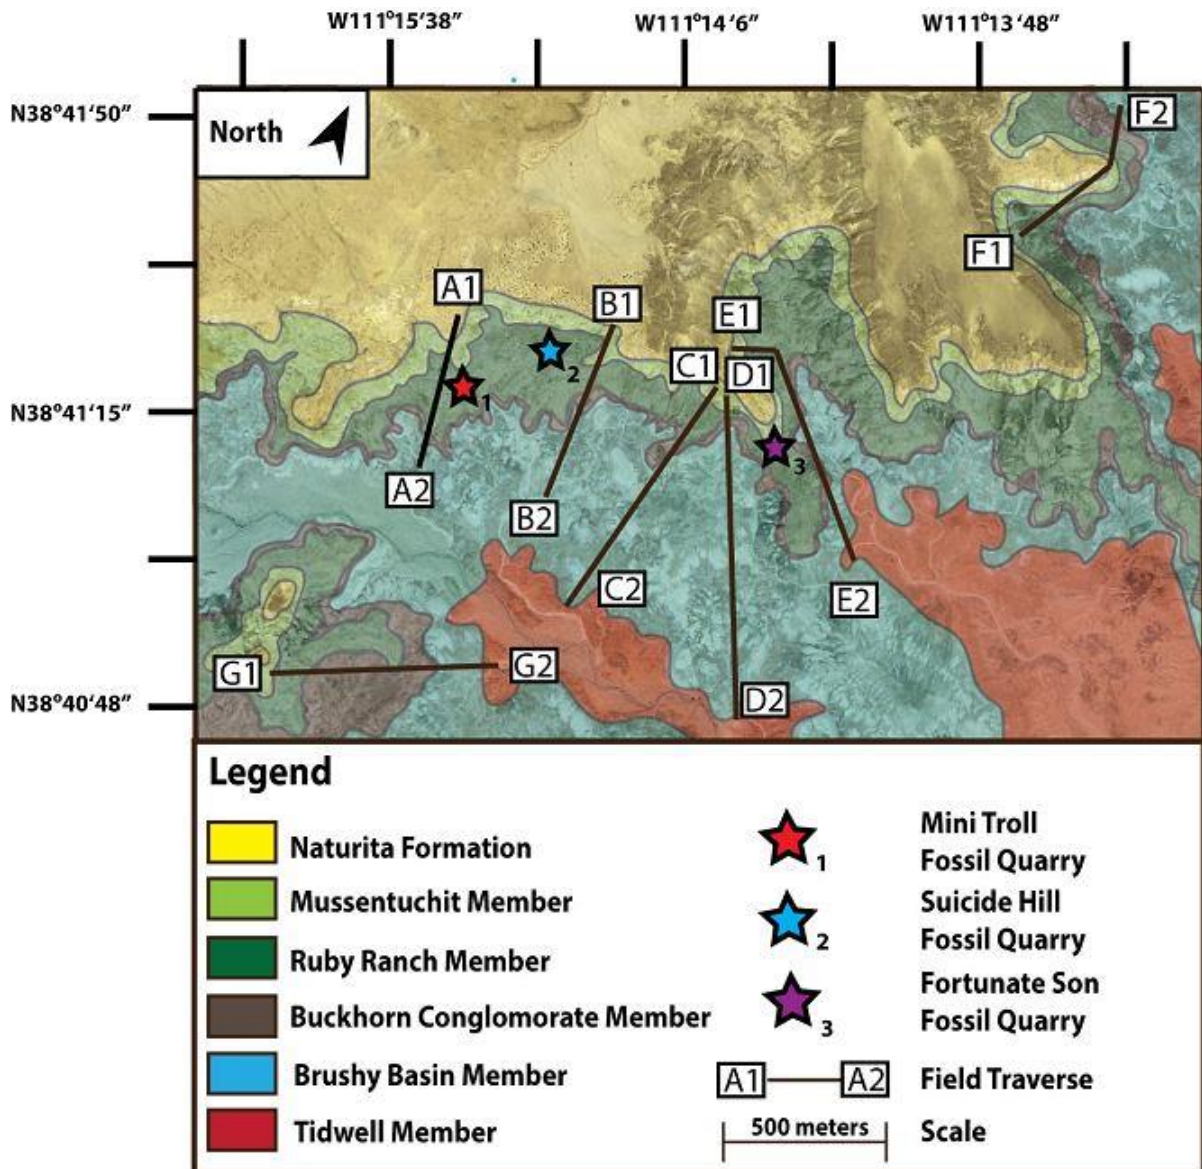 W111°15'38" W111°14'6" W111°13'48"
N38°41'50"
North
F2
F1
A1
B1
E1
C1
D1
2
1
N38°41'15"
3
A2
B2
C2
E2
G1
G2
D2
N38°40'48"
Legend
Naturita Formation
Mussentuchit Member
Ruby Ranch Member
Buckhorn Conglomorate Member
Brushy Basin Member
Tidwell Member
1
Mini Troll
Fossil Quarry
2
Suicide Hill
Fossil Quarry
3
Fortunate Son
Fossil Quarry
A1 A2 Field Traverse
500 meters Scale